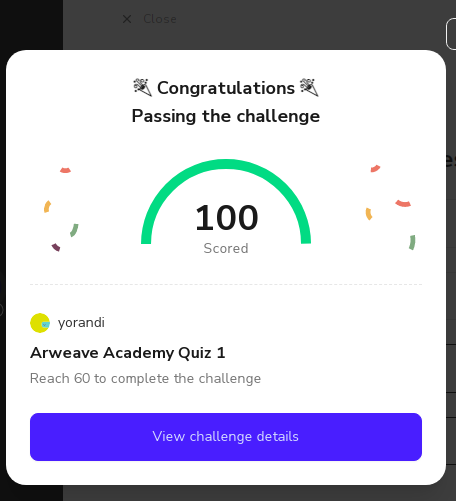 Close
Congratulations
Passing the challenge
100
Scored
yorandi
Arweave Academy Quiz 1
Reach 60 to complete the challenge
View challenge details